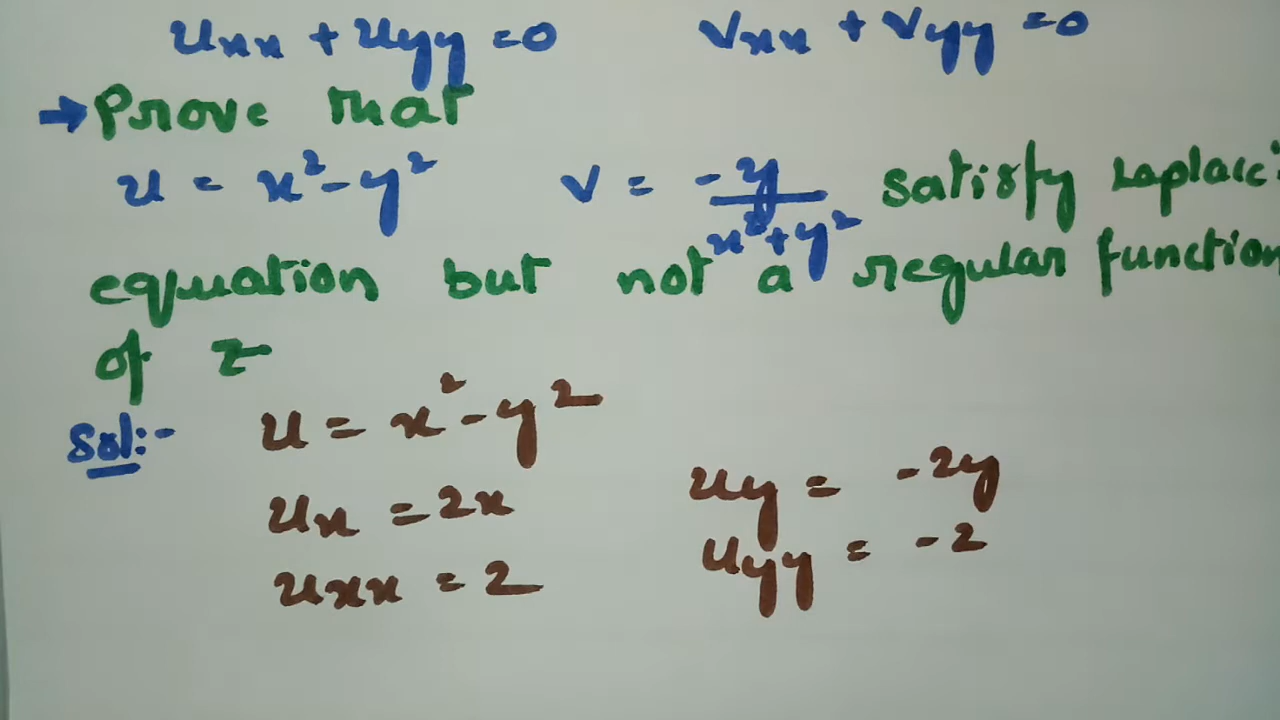 uxx + uyy = 0 vxx + vyy = 0
→ Prove that
u = x² - y² v = -y/x²+y² satisfy Laplace'
equation but not a regular function
of z
Sol:- u = x² - y²
ux = 2x uy = -2y
uxx = 2 uyy = -2